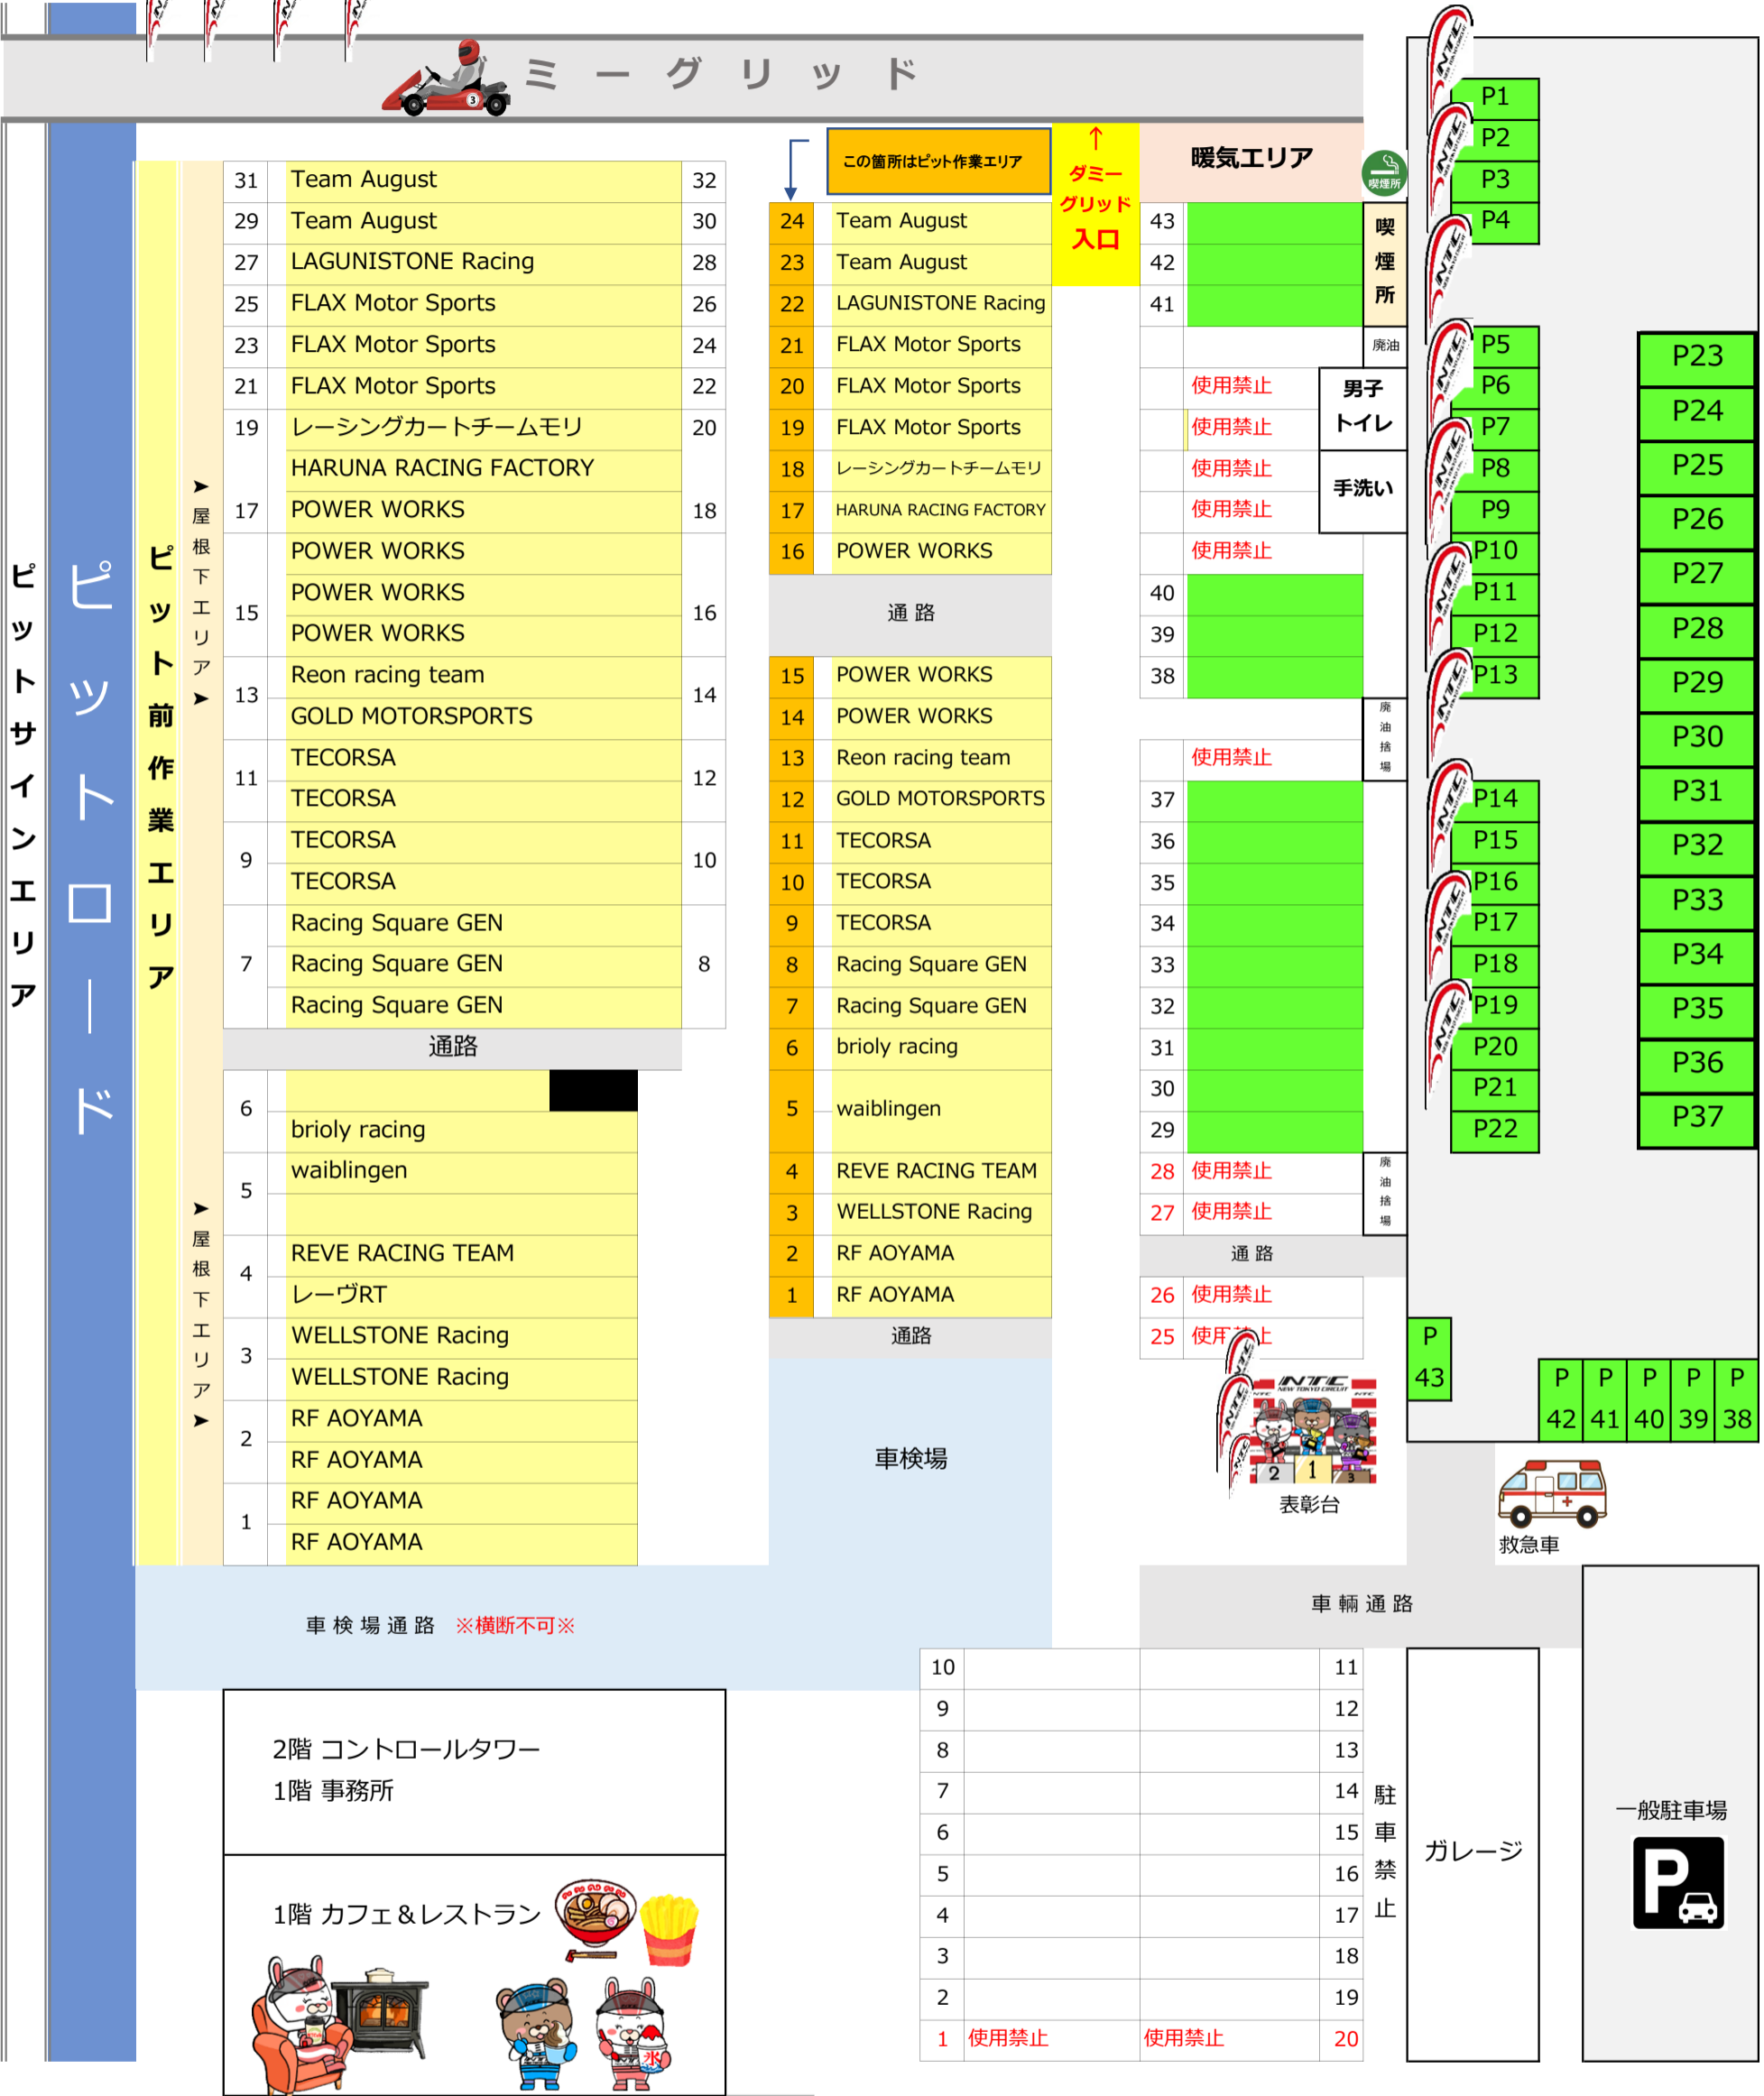 ミーグリッド
この箇所はピット作業エリア
↑
ダミー
グリッド
入口
暖気エリア
喫煙所
喫煙所
廃油
男子
トイレ
手洗い
廃油捨場
廃油捨場
ピットサインエリア
ピットロード
ピット前作業エリア
➤屋根下エリア➤
➤屋根下エリア➤
31 Team August 32
29 Team August 30
27 LAGUNISTONE Racing 28
25 FLAX Motor Sports 26
23 FLAX Motor Sports 24
21 FLAX Motor Sports 22
19 レーシングカートチームモリ 20
HARUNA RACING FACTORY
17 POWER WORKS 18
POWER WORKS
15 POWER WORKS 16
POWER WORKS
13 Reon racing team 14
GOLD MOTORSPORTS
11 TECORSA 12
TECORSA
9 TECORSA 10
TECORSA
Racing Square GEN
7 Racing Square GEN 8
Racing Square GEN
通路
6
brioly racing
5 waiblingen
4 REVE RACING TEAM
レーヴRT
3 WELLSTONE Racing
WELLSTONE Racing
2 RF AOYAMA
RF AOYAMA
1 RF AOYAMA
RF AOYAMA
24 Team August
23 Team August
22 LAGUNISTONE Racing
21 FLAX Motor Sports
20 FLAX Motor Sports
19 FLAX Motor Sports
18 レーシングカートチームモリ
17 HARUNA RACING FACTORY
16 POWER WORKS
通 路
15 POWER WORKS
14 POWER WORKS
13 Reon racing team
12 GOLD MOTORSPORTS
11 TECORSA
10 TECORSA
9 TECORSA
8 Racing Square GEN
7 Racing Square GEN
6 brioly racing
5 waiblingen
4 REVE RACING TEAM
3 WELLSTONE Racing
2 RF AOYAMA
1 RF AOYAMA
通路
車検場
43
42
41
使用禁止
使用禁止
使用禁止
使用禁止
使用禁止
40
39
38
使用禁止
37
36
35
34
33
32
31
30
29
28 使用禁止
27 使用禁止
通 路
26 使用禁止
25 使用禁止
NTC
NEW TOKYO CIRCUIT
2 1 3
表彰台
P1
P2
P3
P4
P5
P6
P7
P8
P9
P10
P11
P12
P13
P14
P15
P16
P17
P18
P19
P20
P21
P22
P23
P24
P25
P26
P27
P28
P29
P30
P31
P32
P33
P34
P35
P36
P37
P 43
P 42
P 41
P 40
P 39
P 38
救急車
車 輌 通 路
車 検 場 通 路 ※横断不可※
2階 コントロールタワー
1階 事務所
1階 カフェ＆レストラン
氷
10 11
9 12
8 13
7 14
6 15
5 16
4 17
3 18
2 19
1 使用禁止 使用禁止 20
駐車禁止
ガレージ
一般駐車場
P